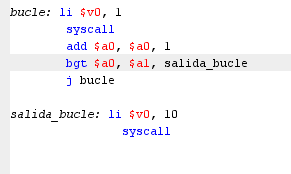 bucle: li $v0, 1
syscall
add $a0, $a0, 1
bgt $a0, $a1, salida_bucle
j bucle
salida_bucle: li $v0, 10
syscall